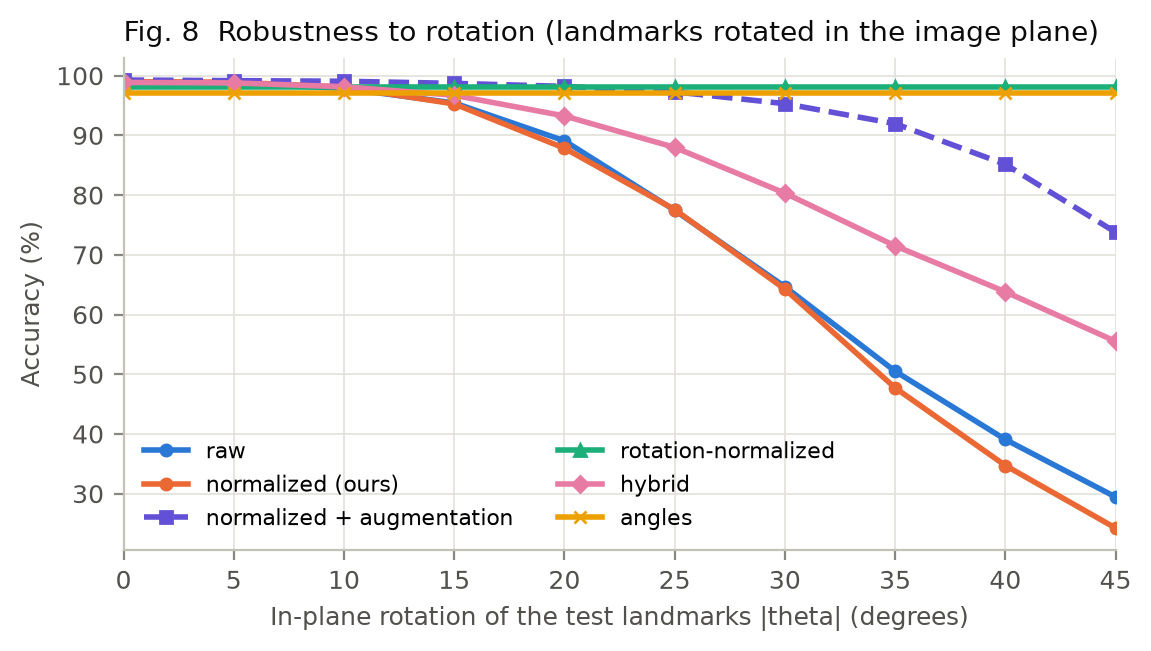 Fig. 8  Robustness to rotation (landmarks rotated in the image plane)
Accuracy (%)
100
90
80
70
60
50
40
30
raw
normalized (ours)
normalized + augmentation
rotation-normalized
hybrid
angles
0 5 10 15 20 25 30 35 40 45
In-plane rotation of the test landmarks |theta| (degrees)